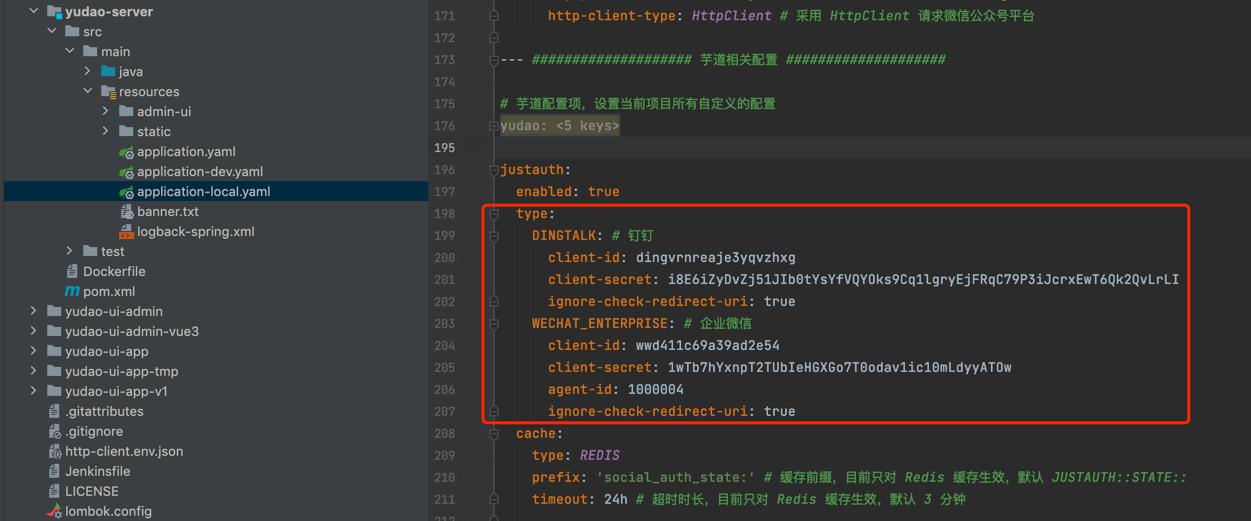 yudao-server
src
main
java
resources
admin-ui
static
application.yaml
application-dev.yaml
application-local.yaml
banner.txt
logback-spring.xml
test
Dockerfile
pom.xml
yudao-ui-admin
yudao-ui-admin-vue3
yudao-ui-app
yudao-ui-app-tmp
yudao-ui-app-v1
.gitattributes
.gitignore
http-client.env.json
Jenkinsfile
LICENSE
lombok.config
171 http-client-type: HttpClient # 采用 HttpClient 请求微信公众号平台
172
173 --- #################### 芋道相关配置 ####################
174
175 # 芋道配置项，设置当前项目所有自定义的配置
176 yudao: <5 keys>
195
196 justauth:
197 enabled: true
198 type:
199 DINGTALK: # 钉钉
200 client-id: dingvrnreaje3yqvzhxg
201 client-secret: i8E6iZyDvZj51JIb0tYsYfVQYOks9Cq1lgryEjFRqC79P3iJcrxEwT6Qk2QvLrLI
202 ignore-check-redirect-uri: true
203 WECHAT_ENTERPRISE: # 企业微信
204 client-id: wwd411c69a39ad2e54
205 client-secret: 1wTb7hYxnpT2TUbIeHGXGo7T0odav1ic10mLdyyATOw
206 agent-id: 1000004
207 ignore-check-redirect-uri: true
208 cache:
209 type: REDIS
210 prefix: 'social_auth_state:' # 缓存前缀，目前只对 Redis 缓存生效，默认 JUSTAUTH::STATE::
211 timeout: 24h # 超时时长，目前只对 Redis 缓存生效，默认 3 分钟